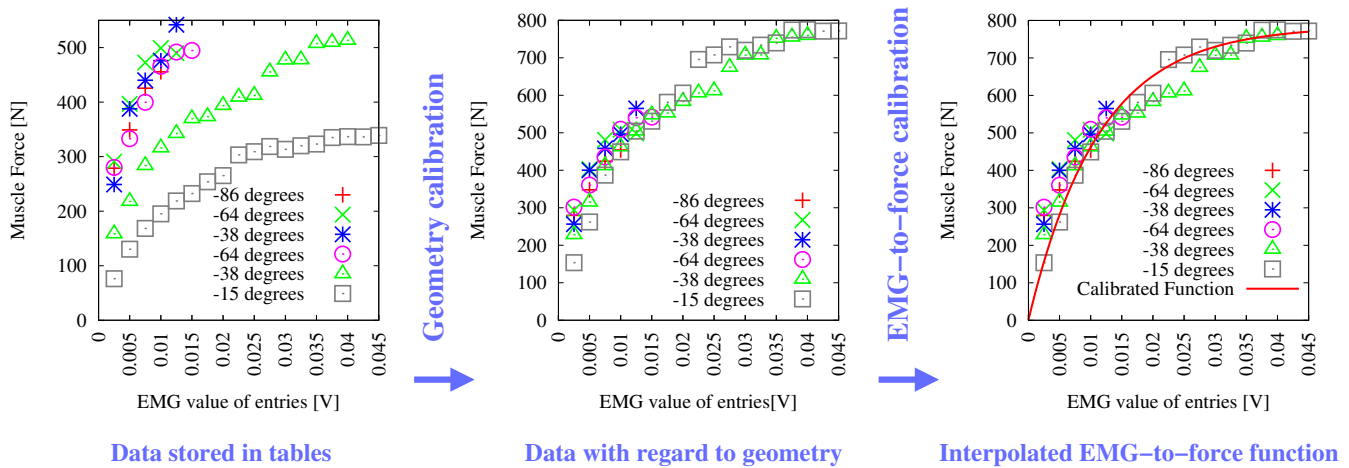 Muscle Force [N]
500
400
300
200
100
0
-86 degrees
-64 degrees
-38 degrees
-64 degrees
-38 degrees
-15 degrees
0
0.005
0.01
0.015
0.02
0.025
0.03
0.035
0.04
0.045
EMG value of entries [V]
Data stored in tables
Geometry calibration
Muscle Force [N]
800
700
600
500
400
300
200
100
0
-86 degrees
-64 degrees
-38 degrees
-64 degrees
-38 degrees
-15 degrees
0
0.005
0.01
0.015
0.02
0.025
0.03
0.035
0.04
0.045
EMG value of entries[V]
Data with regard to geometry
EMG−to−force calibration
Muscle Force [N]
800
700
600
500
400
300
200
100
0
-86 degrees
-64 degrees
-38 degrees
-64 degrees
-38 degrees
-15 degrees
Calibrated Function
0
0.005
0.01
0.015
0.02
0.025
0.03
0.035
0.04
0.045
EMG value of entries [V]
Interpolated EMG−to−force function